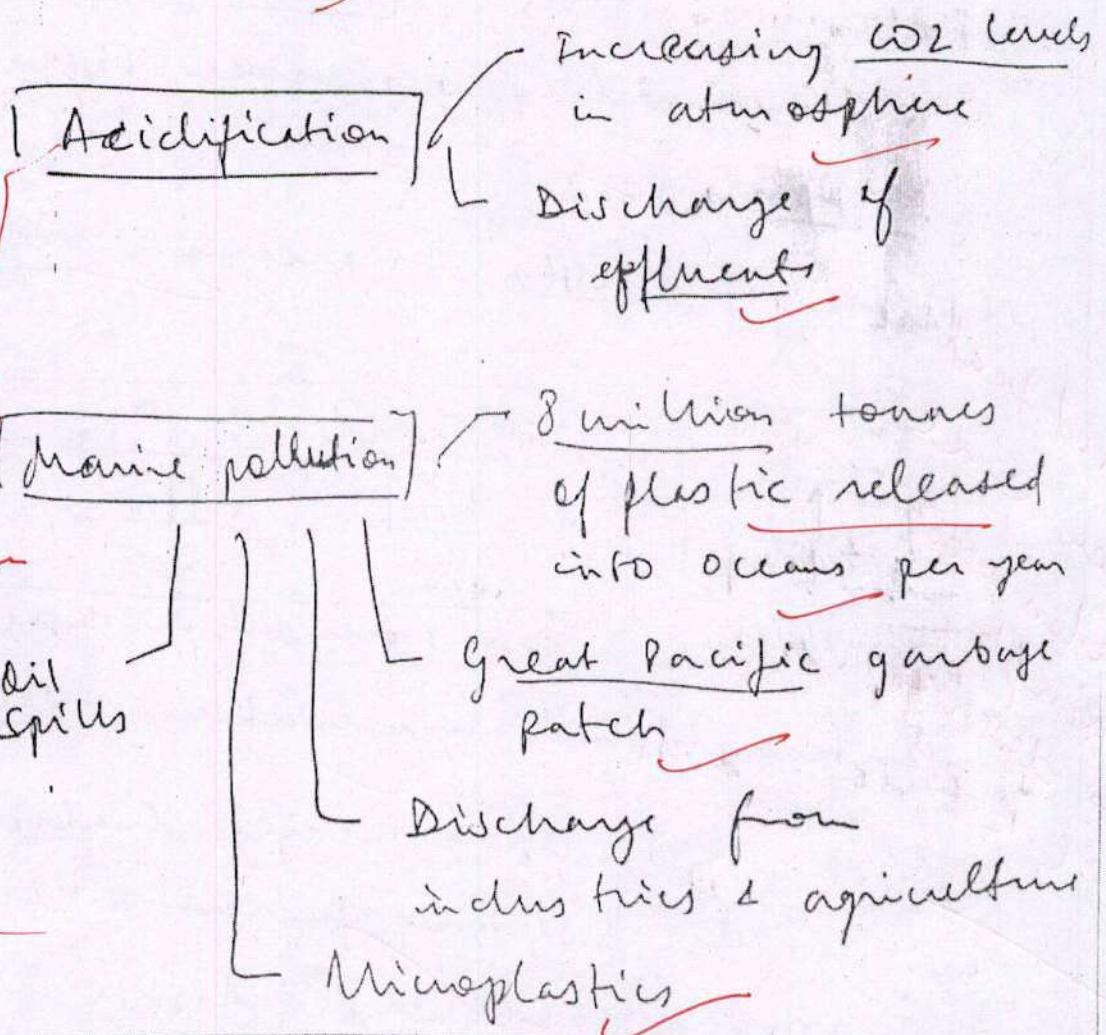 Acidification
Increasing CO2 levels
in atmosphere
Discharge of
effluents
Marine pollution
8 million tonnes
of plastic released
into oceans per year
Great Pacific garbage
patch
Discharge from
industries & agriculture
Microplastics
Oil
spills